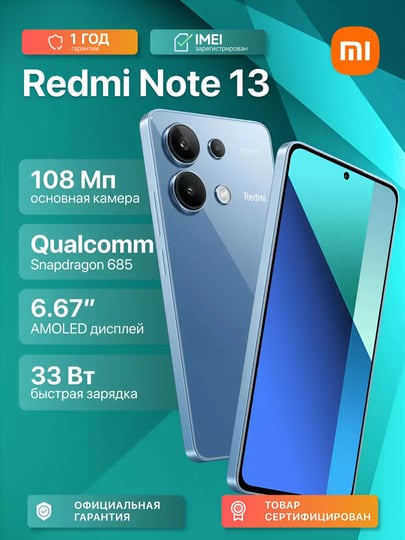 1 ГОД
гарантии
IMEI
зарегистрирован
mi
Redmi Note 13
108 Мп
основная камера
Qualcomm
Snapdragon 685
6.67″
AMOLED дисплей
33 Вт
быстрая зарядка
Redmi
ОФИЦИАЛЬНАЯ
ГАРАНТИЯ
ТОВАР
СЕРТИФИЦИРОВАН